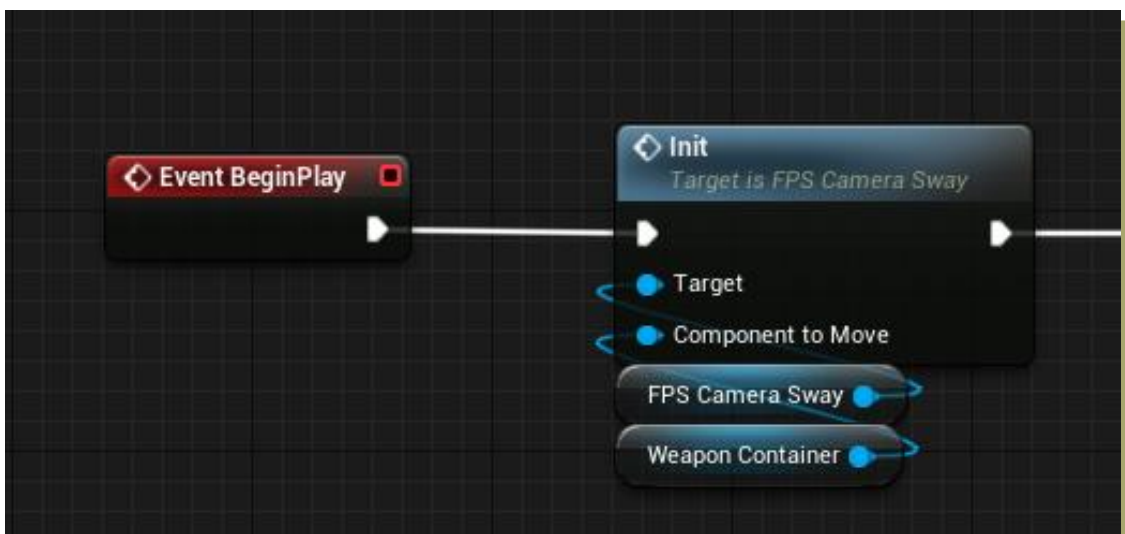 Event BeginPlay
Init
Target is FPS Camera Sway
Target
Component to Move
FPS Camera Sway
Weapon Container